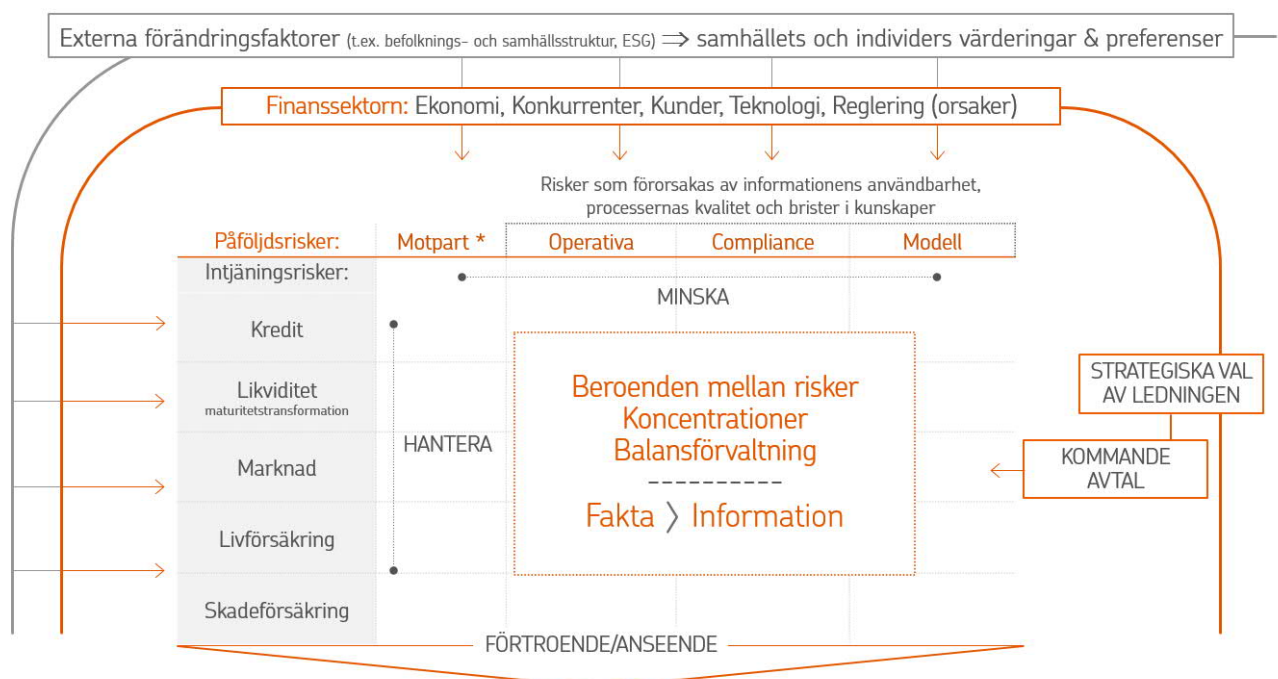 Externa förändringsfaktorer (t.ex. befolknings- och samhällsstruktur, ESG) ⇒ samhällets och individers värderingar & preferenser
Finanssektorn: Ekonomi, Konkurrenter, Kunder, Teknologi, Reglering (orsaker)
Risker som förorsakas av informationens användbarhet,
processernas kvalitet och brister i kunskaper
Påföljdsrisker: Motpart * Operativa Compliance Modell
Intjäningsrisker:
MINSKA
Kredit
Likviditet
maturitetstransformation
HANTERA
Marknad
Livförsäkring
Skadeförsäkring
Beroenden mellan risker
Koncentrationer
Balansförvaltning
----------
Fakta 〉 Information
STRATEGISKA VAL
AV LEDNINGEN
KOMMANDE
AVTAL
FÖRTROENDE/ANSEENDE